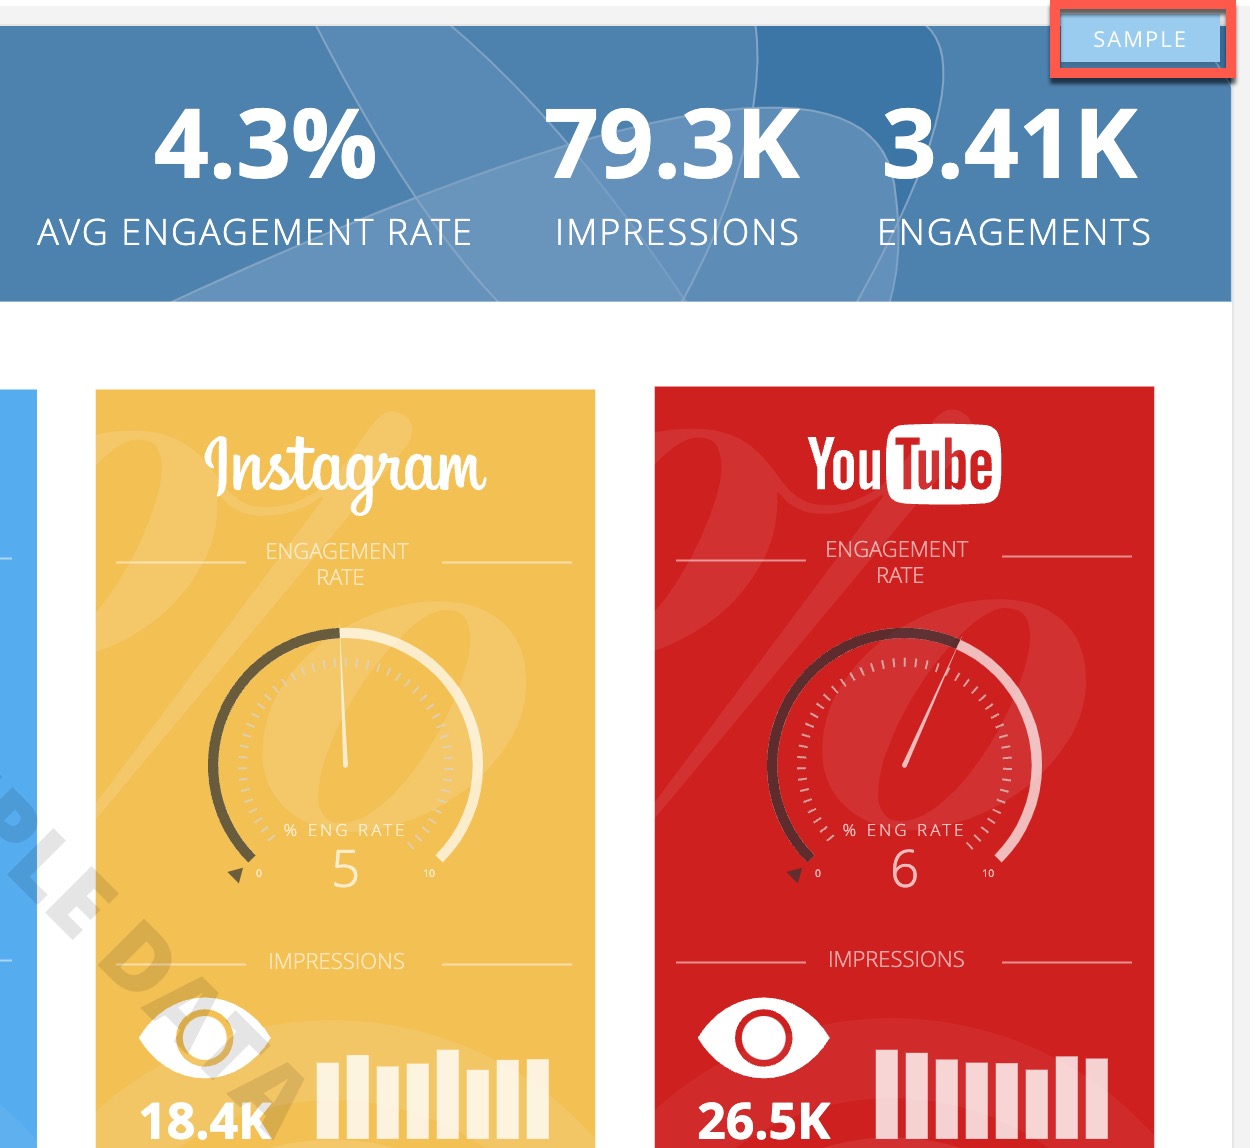 SAMPLE
4.3% 79.3K 3.41K
AVG ENGAGEMENT RATE IMPRESSIONS ENGAGEMENTS
Instagram
ENGAGEMENT
RATE
% ENG RATE
5
0 10
IMPRESSIONS
18.4K
YouTube
ENGAGEMENT
RATE
% ENG RATE
6
0 10
IMPRESSIONS
26.5K
PLE DATA
%
%